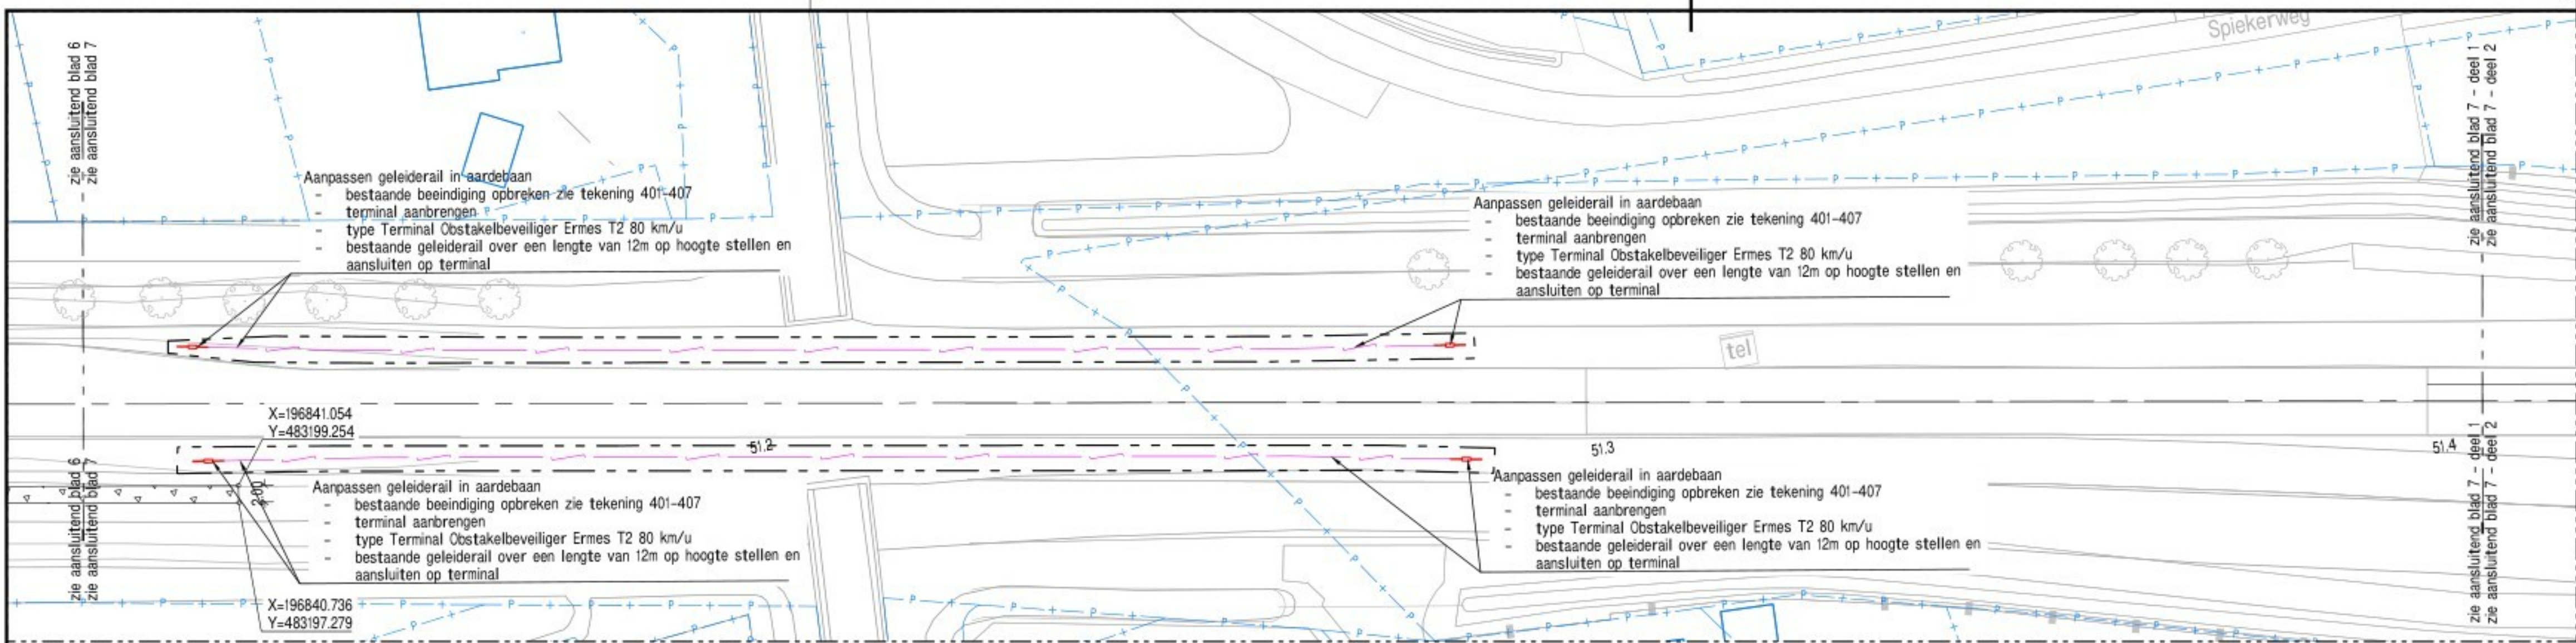 Spiekerweg
zie aansluitend blad 6
zie aansluitend blad 7
zie aansluitend blad 7 - deel 1
zie aansluitend blad 7 - deel 2
Aanpassen geleiderail in aardebaan
- bestaande beeindiging opbreken zie tekening 401-407
- terminal aanbrengen
- type Terminal Obstakelbeveiliger Ermes T2 80 km/u
- bestaande geleiderail over een lengte van 12m op hoogte stellen en
aansluiten op terminal
Aanpassen geleiderail in aardebaan
- bestaande beeindiging opbreken zie tekening 401-407
- terminal aanbrengen
- type Terminal Obstakelbeveiliger Ermes T2 80 km/u
- bestaande geleiderail over een lengte van 12m op hoogte stellen en
aansluiten op terminal
tel
X=196841.054
Y=483199.254
51.2
51.3
51.4
zie aansluitend blad 6
zie aansluitend blad 7
zie aansluitend blad 7 - deel 1
zie aansluitend blad 7 - deel 2
2.00
Aanpassen geleiderail in aardebaan
- bestaande beeindiging opbreken zie tekening 401-407
- terminal aanbrengen
- type Terminal Obstakelbeveiliger Ermes T2 80 km/u
- bestaande geleiderail over een lengte van 12m op hoogte stellen en
aansluiten op terminal
Aanpassen geleiderail in aardebaan
- bestaande beeindiging opbreken zie tekening 401-407
- terminal aanbrengen
- type Terminal Obstakelbeveiliger Ermes T2 80 km/u
- bestaande geleiderail over een lengte van 12m op hoogte stellen en
aansluiten op terminal
X=196840.736
Y=483197.279